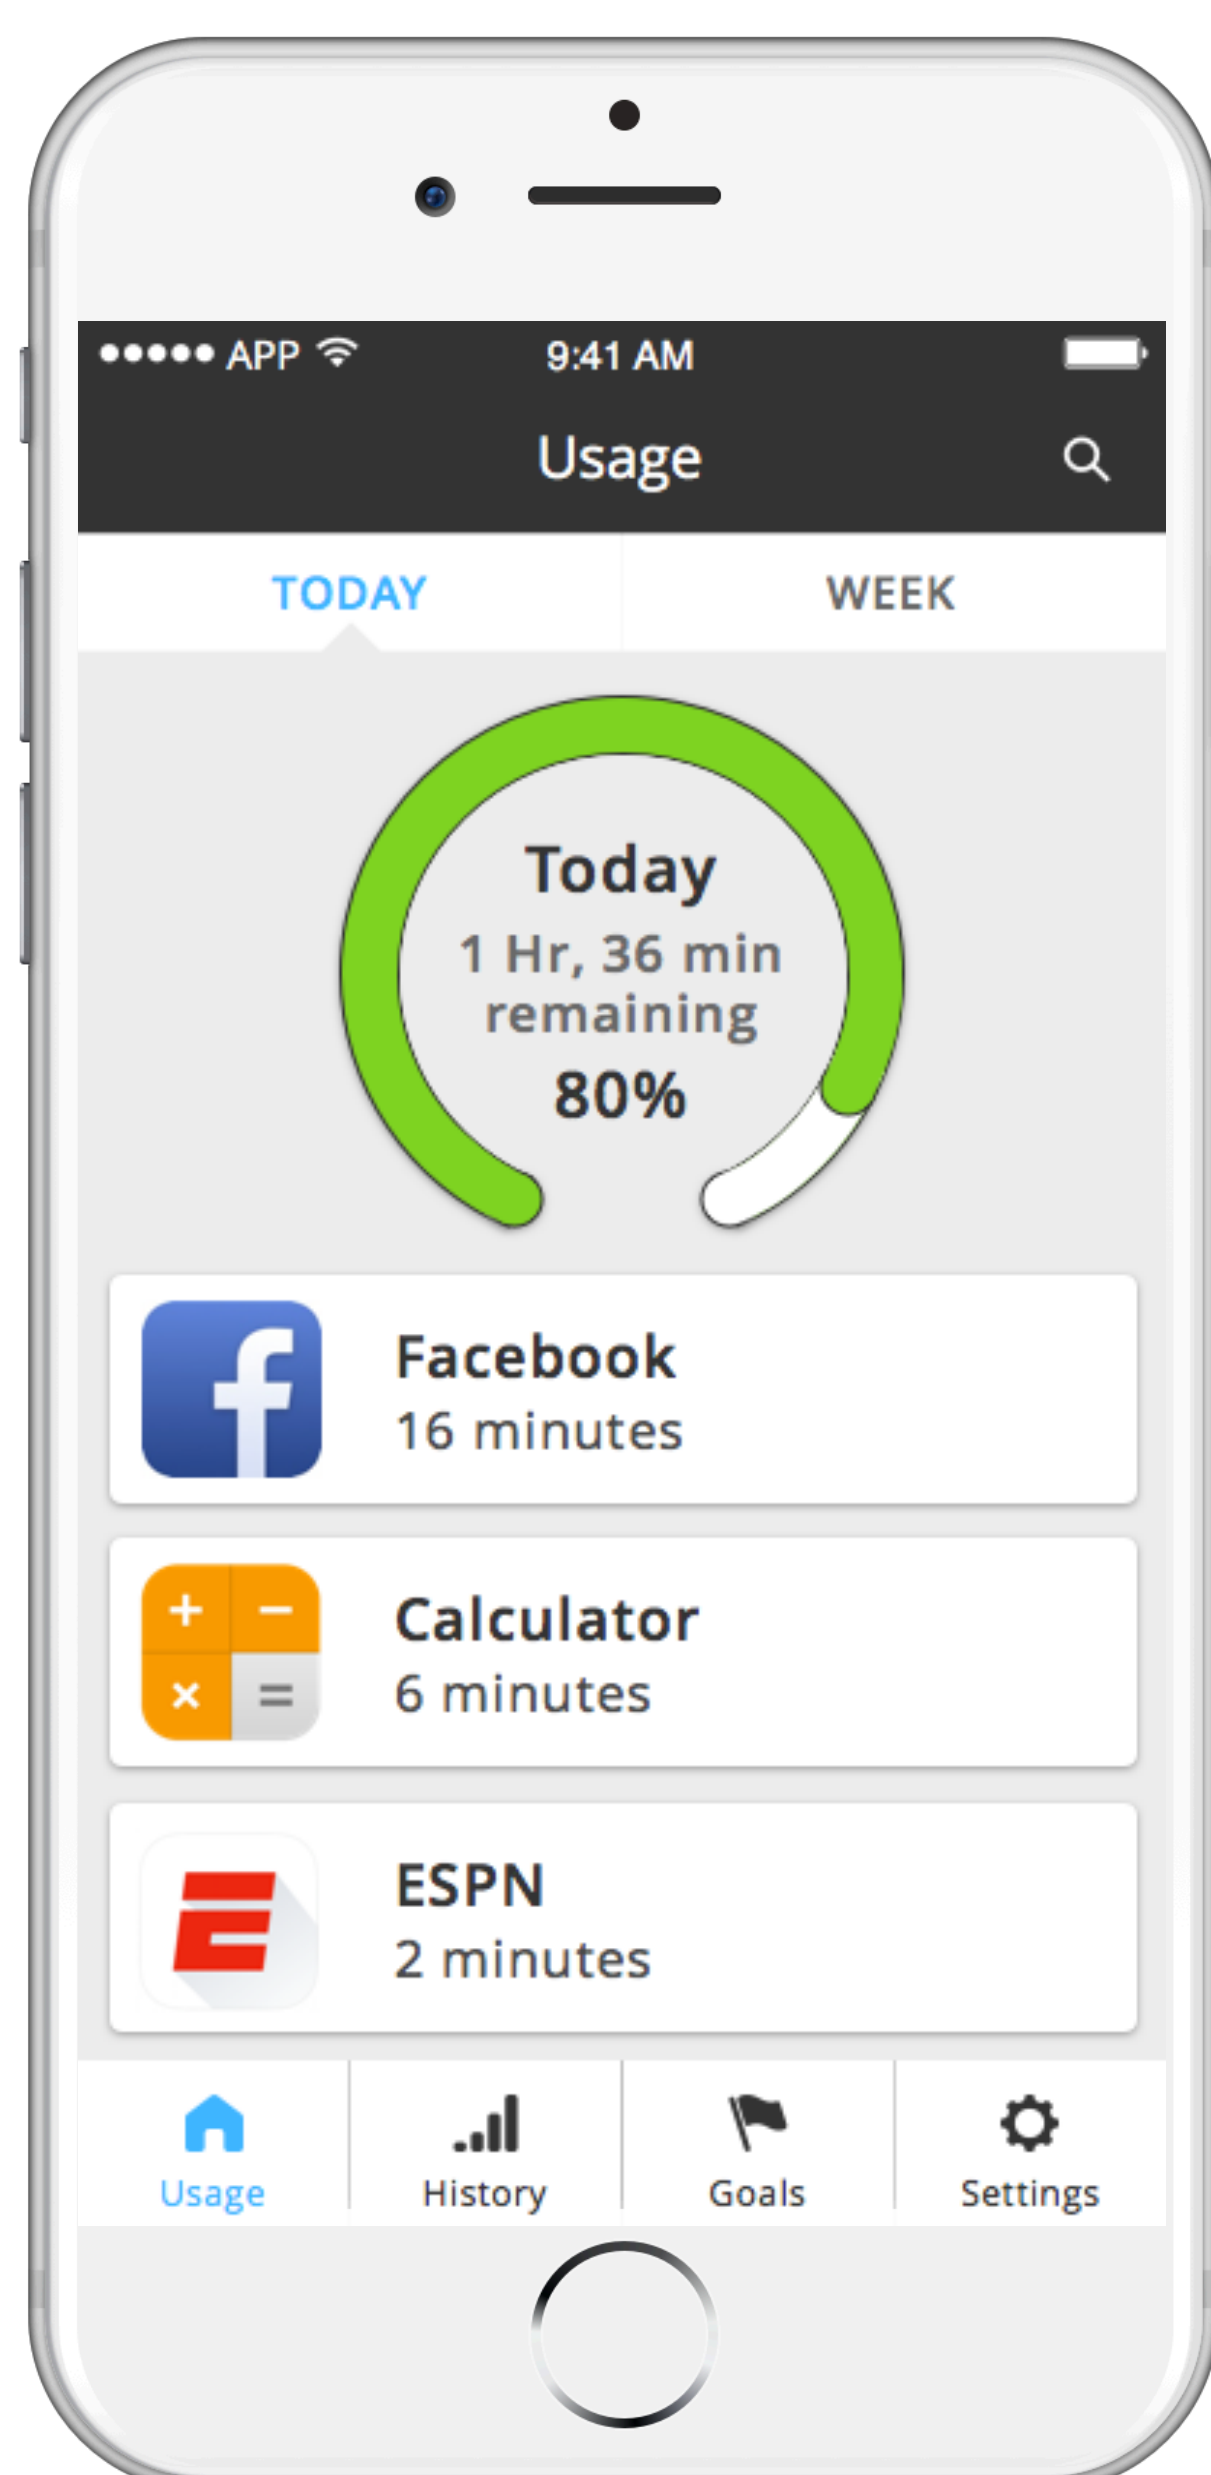 APP 9:41 AM
Usage
TODAY WEEK
Today
1 Hr, 36 min
remaining
80%
Facebook
16 minutes
Calculator
6 minutes
ESPN
2 minutes
Usage History Goals Settings